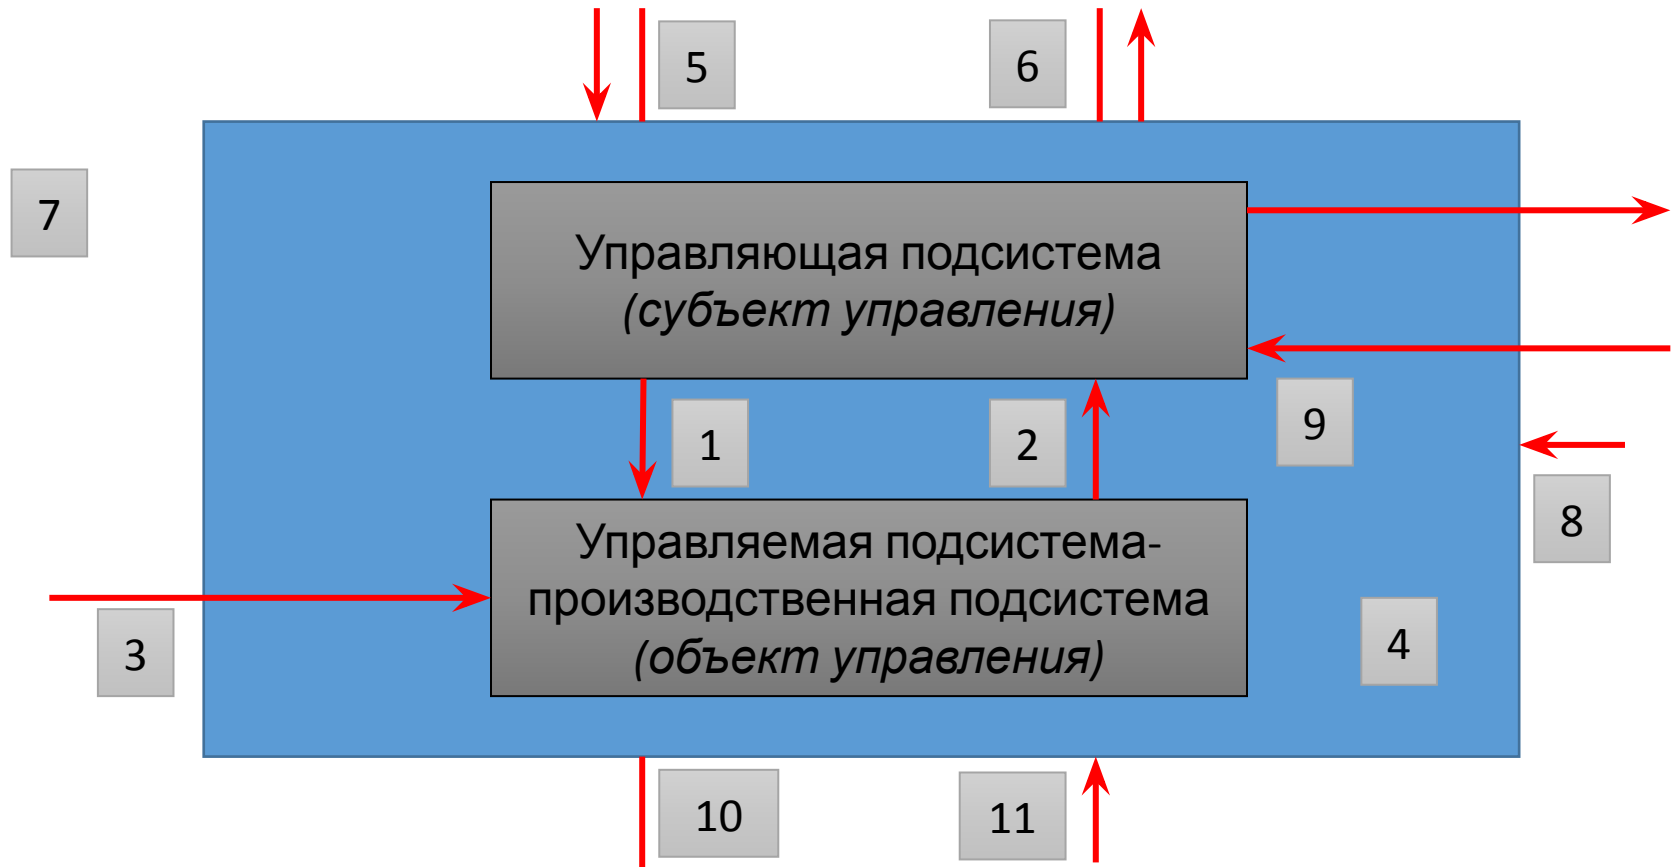 5
6
7
Управляющая подсистема
(субъект управления)
1
2
9
8
Управляемая подсистема-
производственная подсистема
(объект управления)
3
4
10
11